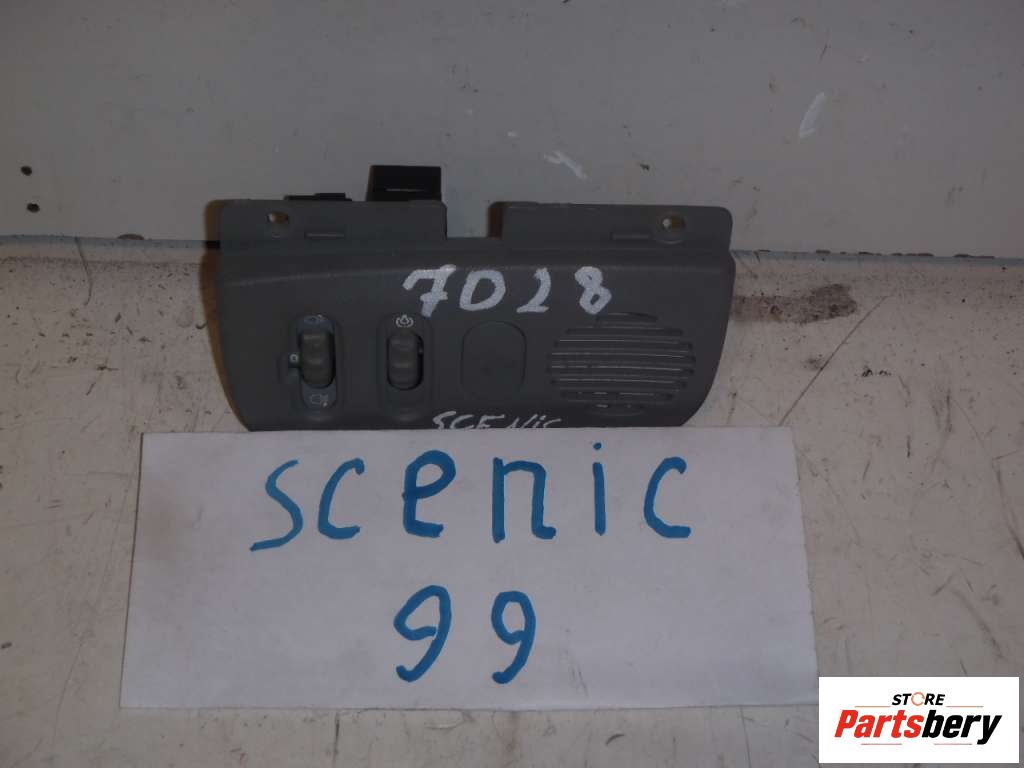 7028
SCENIC
scenic
99
STORE
Partsbery